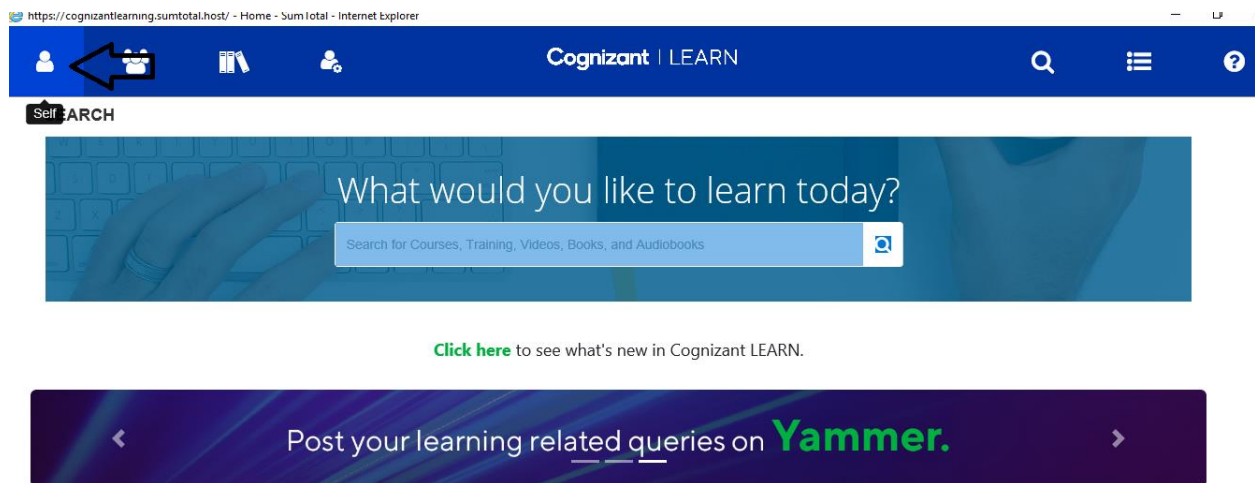 https://cognizantlearning.sumtotal.host/ - Home - SumTotal - Internet Explorer
Cognizant | LEARN
Self
EARCH
What would you like to learn today?
Search for Courses, Training, Videos, Books, and Audiobooks
Click here to see what's new in Cognizant LEARN.
Post your learning related queries on Yammer.